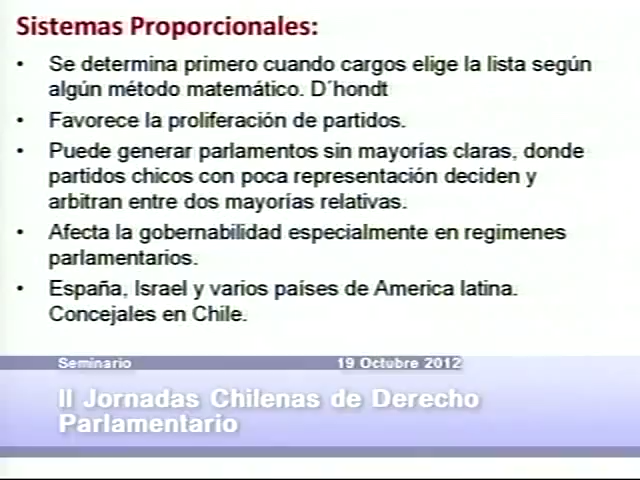 Sistemas Proporcionales:
• Se determina primero cuando cargos elige la lista según
algún método matemático. D´hondt
• Favorece la proliferación de partidos.
• Puede generar parlamentos sin mayorías claras, donde
partidos chicos con poca representación deciden y
arbitran entre dos mayorías relativas.
• Afecta la gobernabilidad especialmente en regimenes
parlamentarios.
• España, Israel y varios países de America latina.
Concejales en Chile.
Seminario 19 Octubre 2012
II Jornadas Chilenas de Derecho
Parlamentario